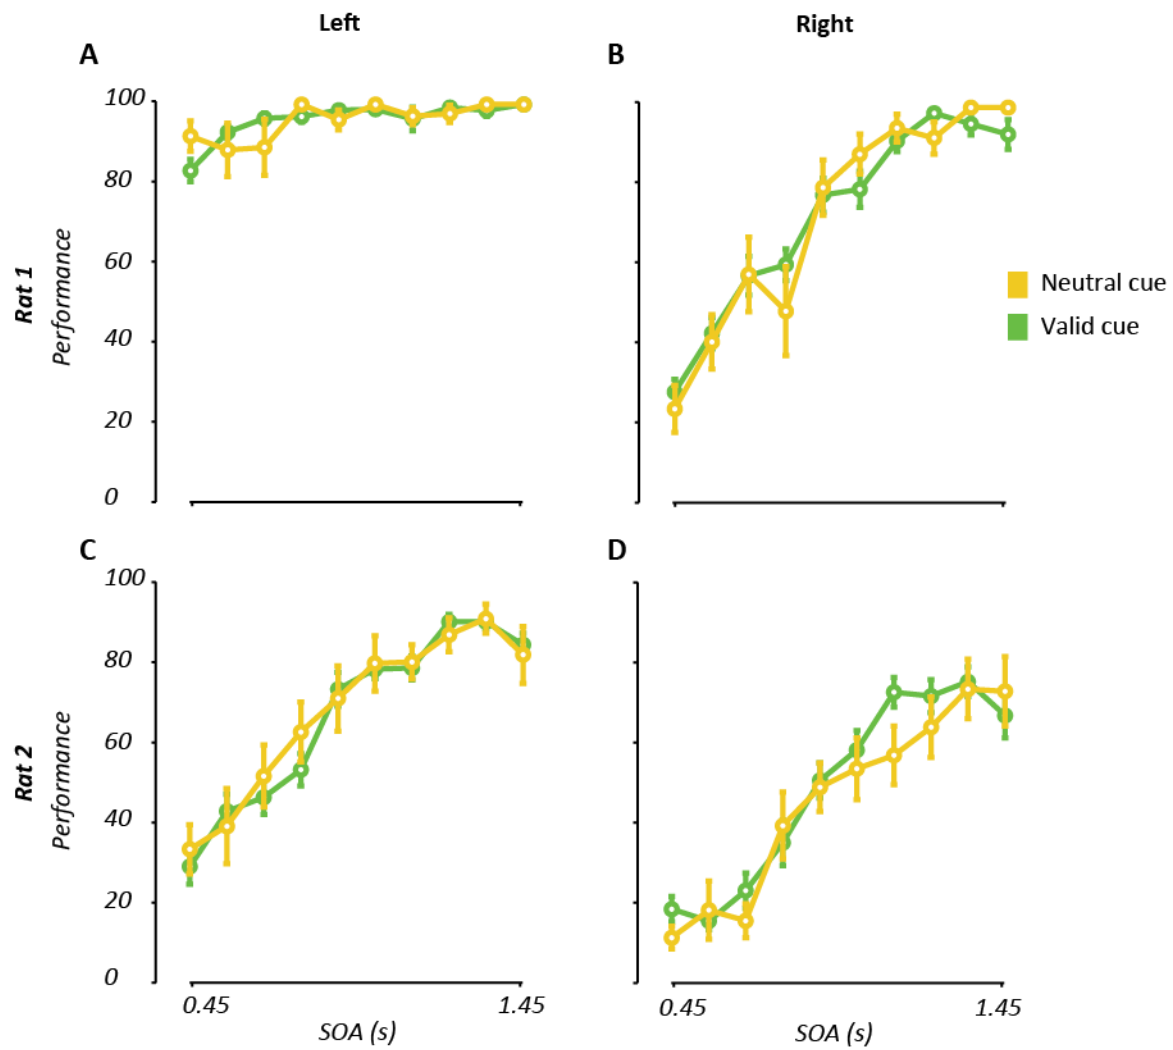 Left
Right
A
B
100
80
60
40
20
0
Rat 1
Performance
Neutral cue
Valid cue
C
D
100
80
60
40
20
0
Rat 2
Performance
0.45
1.45
0.45
1.45
SOA (s)
SOA (s)